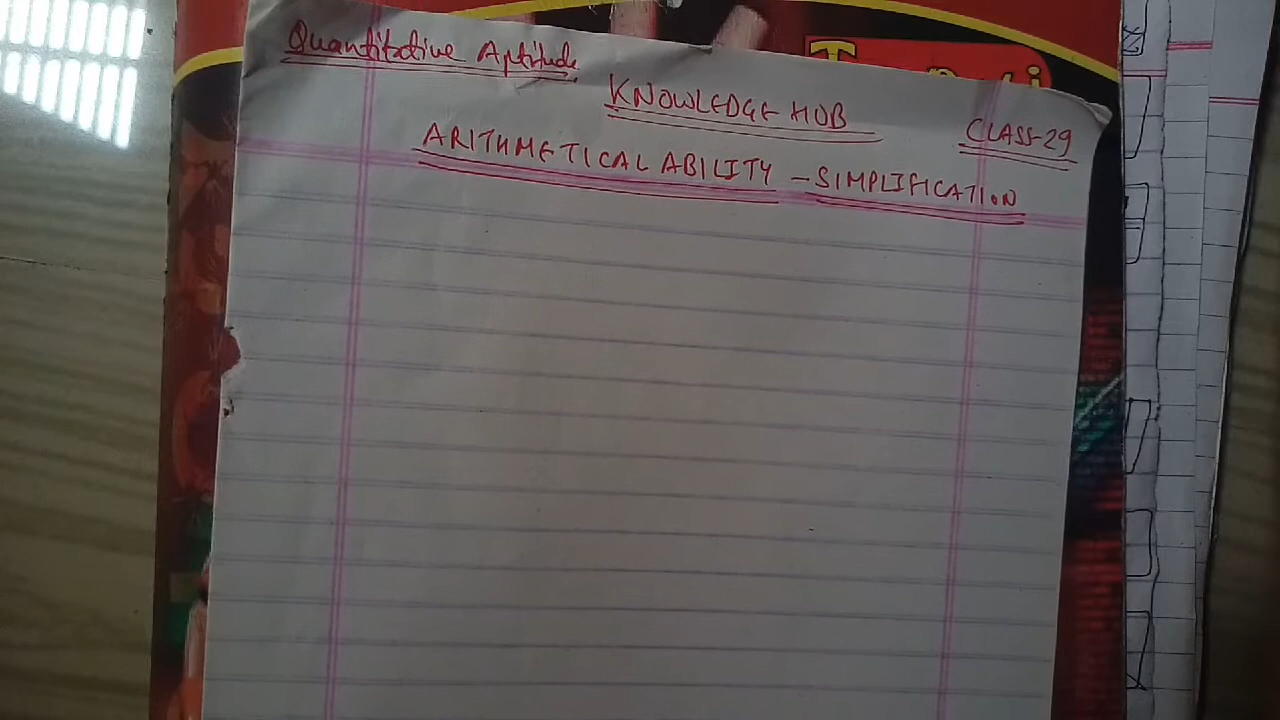 Quantitative Aptitude
KNOWLEDGE HUB
CLASS-29
ARITHMETICAL ABILITY - SIMPLIFICATION